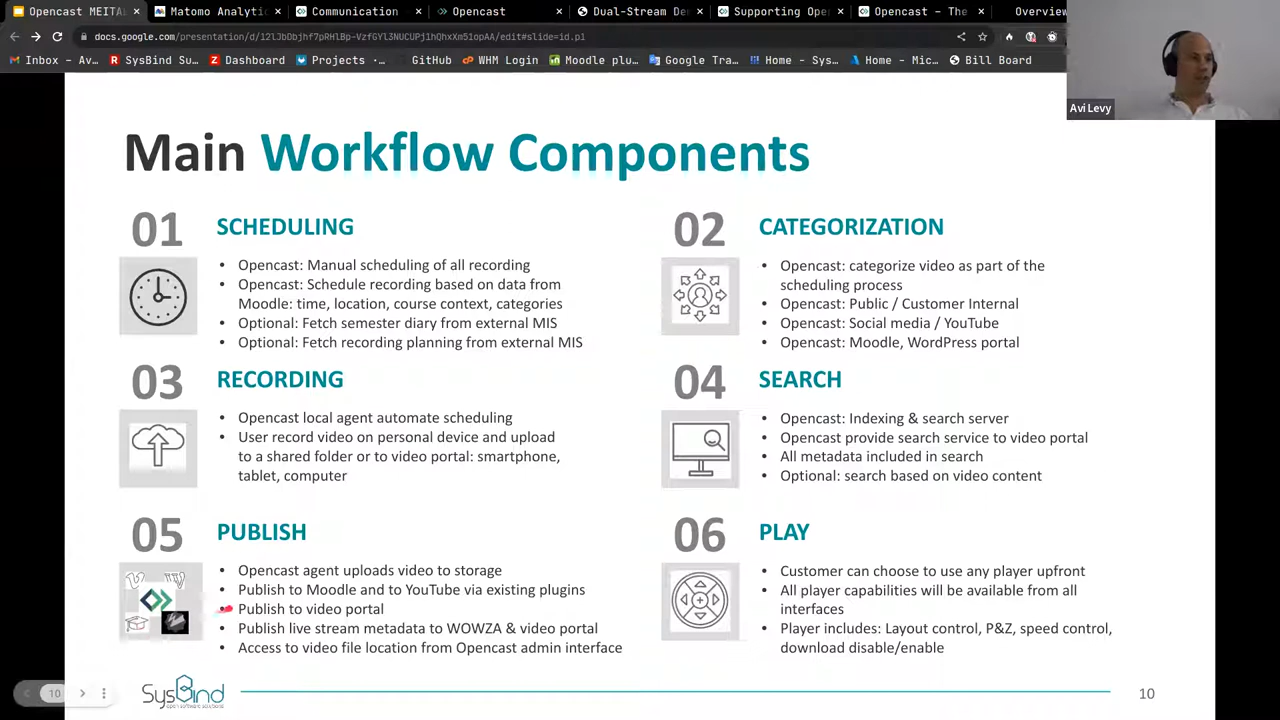 Opencast MEITAL
Matomo Analytic
Communication
Opencast
Dual-Stream De
Supporting Ope
Opencast – The
Overview
Inbox - Av...
SysBind Respons...
Dashboard
Projects · ...
GitHub
WHM Login
Moodle plu...
Google Tra...
Home - Sys...
Home - Mic...
Bill Board
Avi Levy
Main Workflow Components
01
SCHEDULING
• Opencast: Manual scheduling of all recording
• Opencast: Schedule recording based on data from
Moodle: time, location, course context, categories
• Optional: Fetch semester diary from external MIS
• Optional: Fetch recording planning from external MIS
02
CATEGORIZATION
• Opencast: categorize video as part of the
scheduling process
• Opencast: Public / Customer Internal
• Opencast: Social media / YouTube
• Opencast: Moodle, WordPress portal
03
RECORDING
• Opencast local agent automate scheduling
• User record video on personal device and upload
to a shared folder or to video portal: smartphone,
tablet, computer
04
SEARCH
• Opencast: Indexing & search server
• Opencast provide search service to video portal
• All metadata included in search
• Optional: search based on video content
05
PUBLISH
• Opencast agent uploads video to storage
• Publish to Moodle and to YouTube via existing plugins
• Publish to video portal
• Publish live stream metadata to WOWZA & video portal
• Access to video file location from Opencast admin interface
06
PLAY
• Customer can choose to use any player upfront
• All player capabilities will be available from all
interfaces
• Player includes: Layout control, P&Z, speed control,
download disable/enable
10
SysBind
open software solutions
10